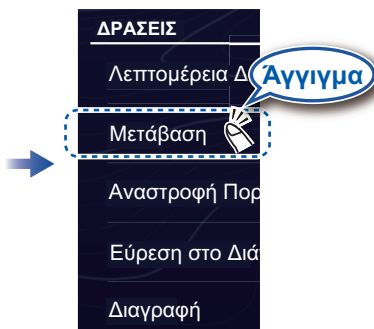 ΔΡΑΣΕΙΣ
Λεπτομέρεια Δ
Άγγιγμα
Μετάβαση
Αναστροφή Πορ
Εύρεση στο Διά
Διαγραφή